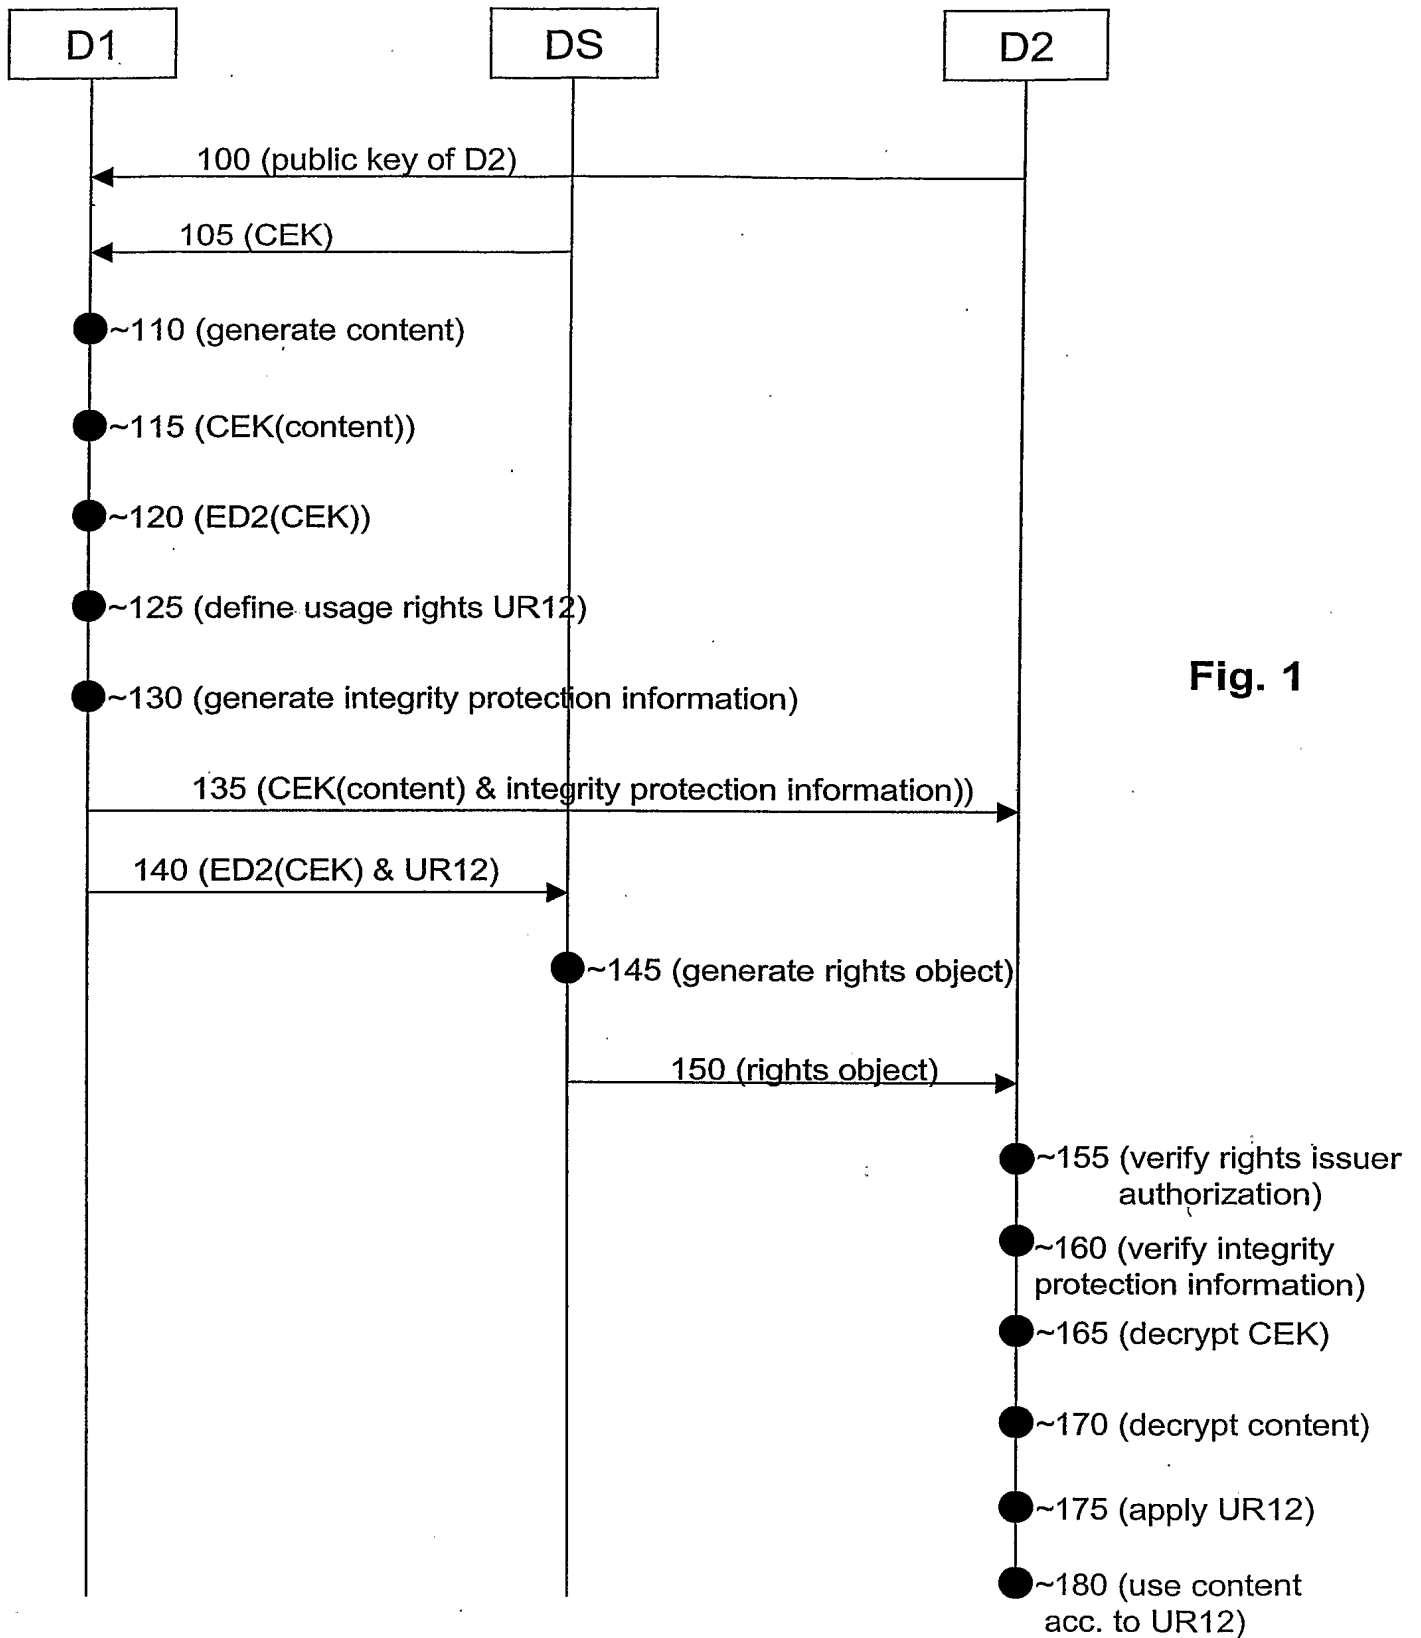 D1
DS
D2
100 (public key of D2)
105 (CEK)
~110 (generate content)
~115 (CEK(content))
~120 (ED2(CEK))
~125 (define usage rights UR12)
~130 (generate integrity protection information)
Fig. 1
135 (CEK(content) & integrity protection information))
140 (ED2(CEK) & UR12)
~145 (generate rights object)
150 (rights object)
~155 (verify rights issuer
authorization)
~160 (verify integrity
protection information)
~165 (decrypt CEK)
~170 (decrypt content)
~175 (apply UR12)
~180 (use content
acc. to UR12)